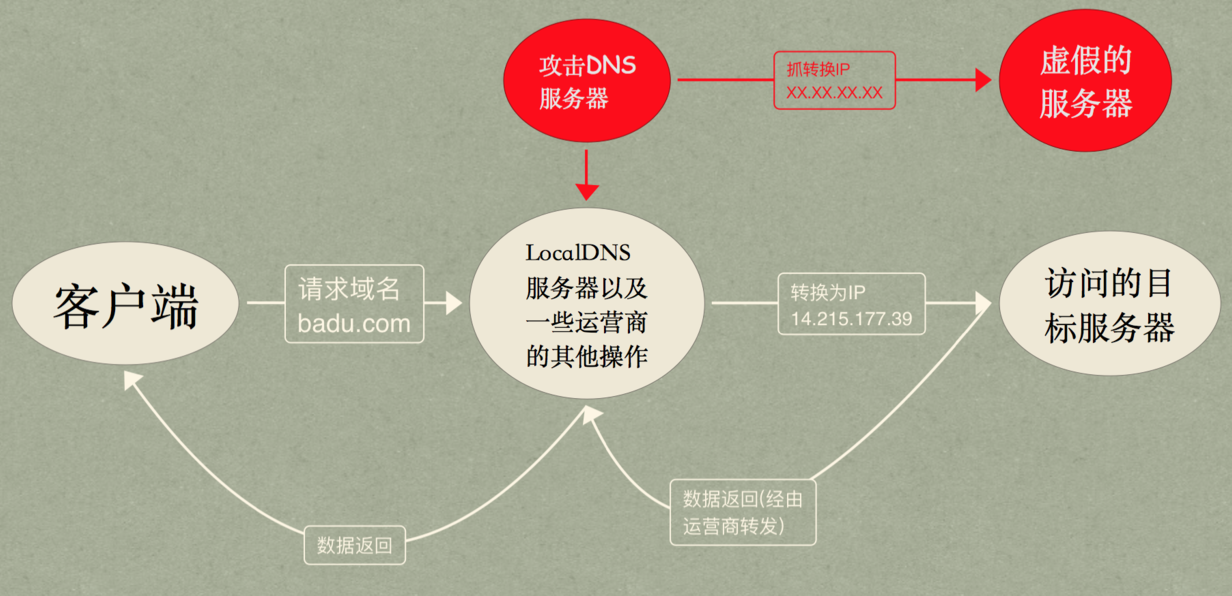 攻击DNS
服务器
抓转换IP
XX.XX.XX.XX
虚假的
服务器
客户端
请求域名
badu.com
LocalDNS
服务器以及
一些运营商
的其他操作
转换为IP
14.215.177.39
访问的目
标服务器
数据返回(经由
运营商转发)
数据返回